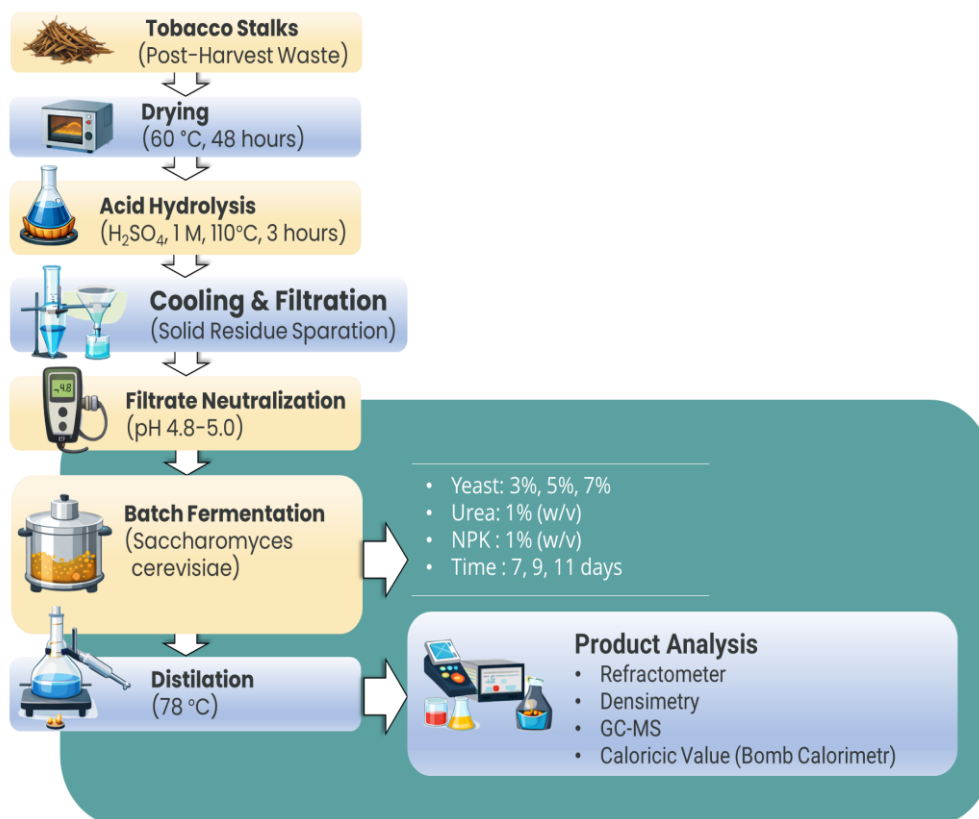 Tobacco Stalks
(Post-Harvest Waste)
Drying
(60 °C, 48 hours)
Acid Hydrolysis
(H₂SO₄, 1 M, 110°C, 3 hours)
Cooling & Filtration
(Solid Residue Sparation)
4.8
Filtrate Neutralization
(pH 4.8-5.0)
Batch Fermentation
(Saccharomyces
cerevisiae)
• Yeast: 3%, 5%, 7%
• Urea: 1% (w/v)
• NPK : 1% (w/v)
• Time : 7, 9, 11 days
Distilation
(78 °C)
Product Analysis
• Refractometer
• Densimetry
• GC-MS
• Caloricic Value (Bomb Calorimetr)